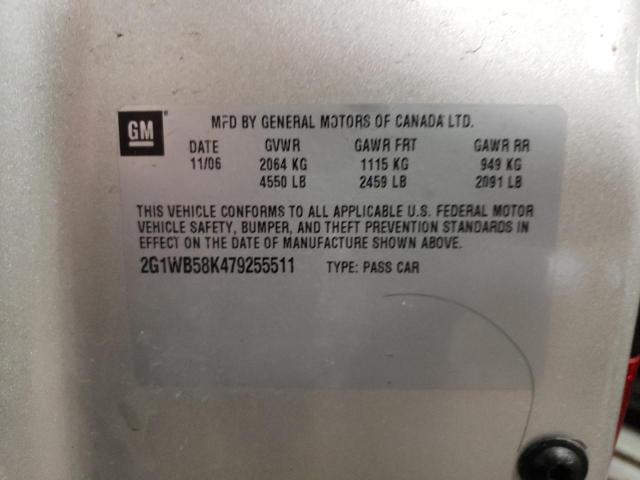 GM
MFD BY GENERAL MOTORS OF CANADA LTD.
DATE GVWR GAWR FRT GAWR RR
11/06 2064 KG 1115 KG 949 KG
4550 LB 2459 LB 2091 LB
THIS VEHICLE CONFORMS TO ALL APPLICABLE U.S. FEDERAL MOTOR
VEHICLE SAFETY, BUMPER, AND THEFT PREVENTION STANDARDS IN
EFFECT ON THE DATE OF MANUFACTURE SHOWN ABOVE.
2G1WB58K479255511 TYPE: PASS CAR